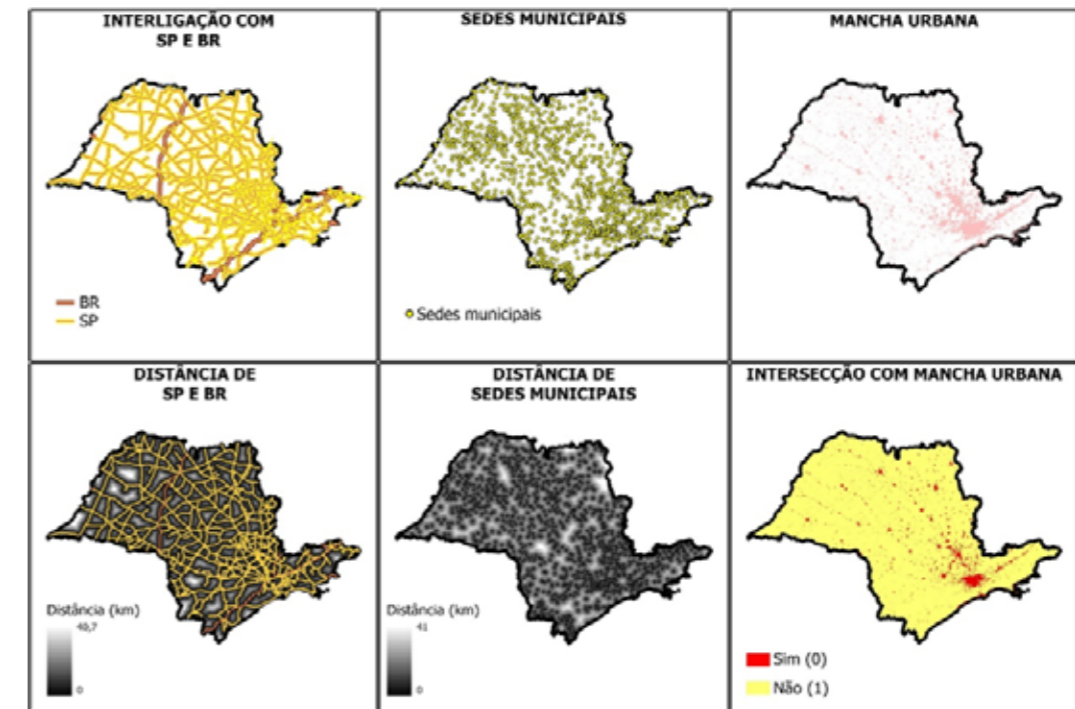 INTERLIGAÇÃO COM
SP E BR
BR
SP
SEDES MUNICIPAIS
Sedes municipais
MANCHA URBANA
DISTÂNCIA DE
SP E BR
Distância (km)
40,7
0
DISTÂNCIA DE
SEDES MUNICIPAIS
Distância (km)
41
0
INTERSECÇÃO COM MANCHA URBANA
Sim (0)
Não (1)